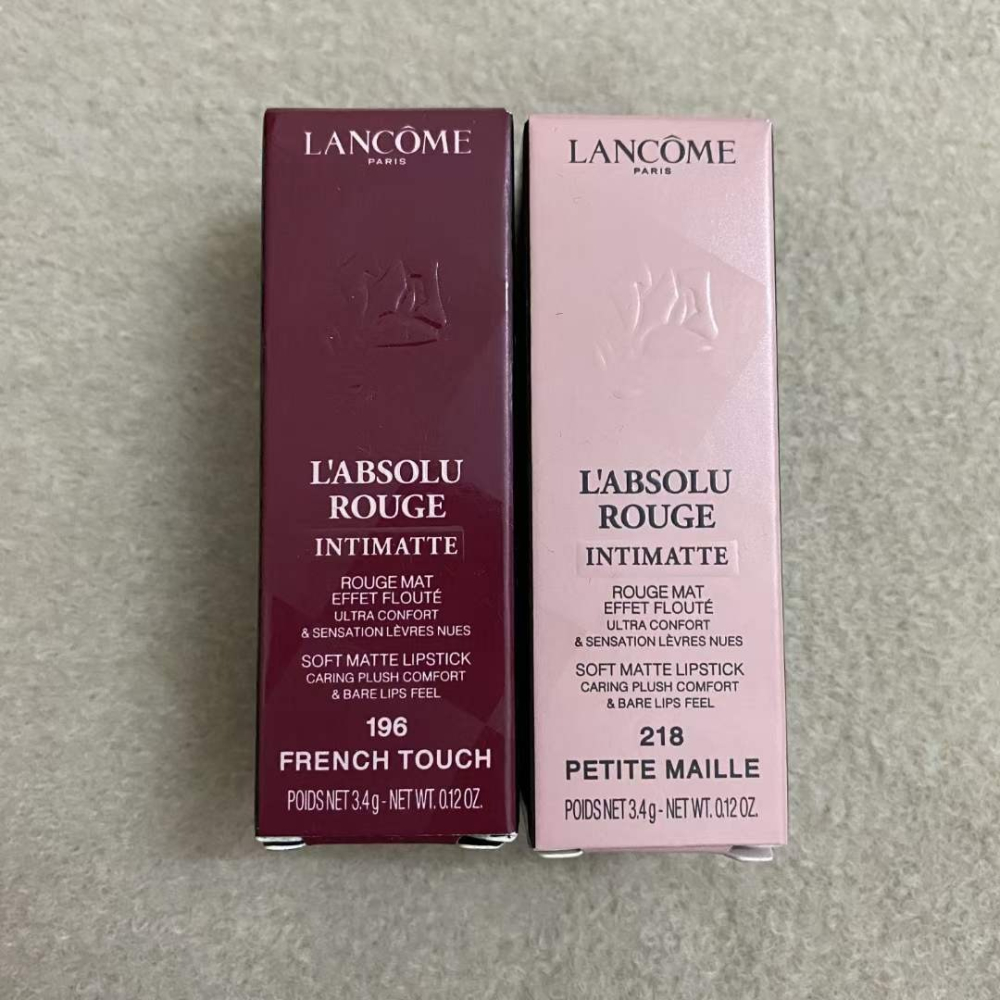 LANCÔME
PARIS
L'ABSOLU
ROUGE
INTIMATTE
ROUGE MAT
EFFET FLOUTÉ
ULTRA CONFORT
& SENSATION LÈVRES NUES
SOFT MATTE LIPSTICK
CARING PLUSH COMFORT
& BARE LIPS FEEL
196
FRENCH TOUCH
POIDS NET 3.4 g - NET WT. 0.12 OZ.
LANCÔME
PARIS
L'ABSOLU
ROUGE
INTIMATTE
ROUGE MAT
EFFET FLOUTÉ
ULTRA CONFORT
& SENSATION LÈVRES NUES
SOFT MATTE LIPSTICK
CARING PLUSH COMFORT
& BARE LIPS FEEL
218
PETITE MAILLE
POIDS NET 3.4 g - NET WT. 0.12 OZ.